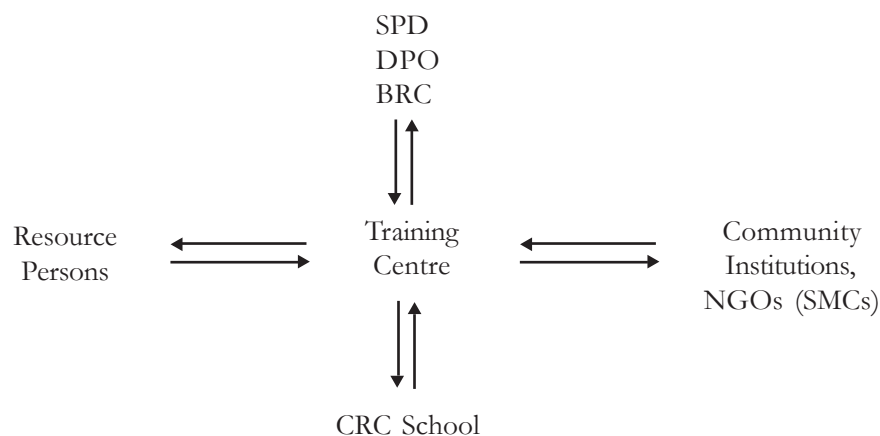 SPD
DPO
BRC
Resource
Persons
Training
Centre
Community
Institutions,
NGOs (SMCs)
CRC School